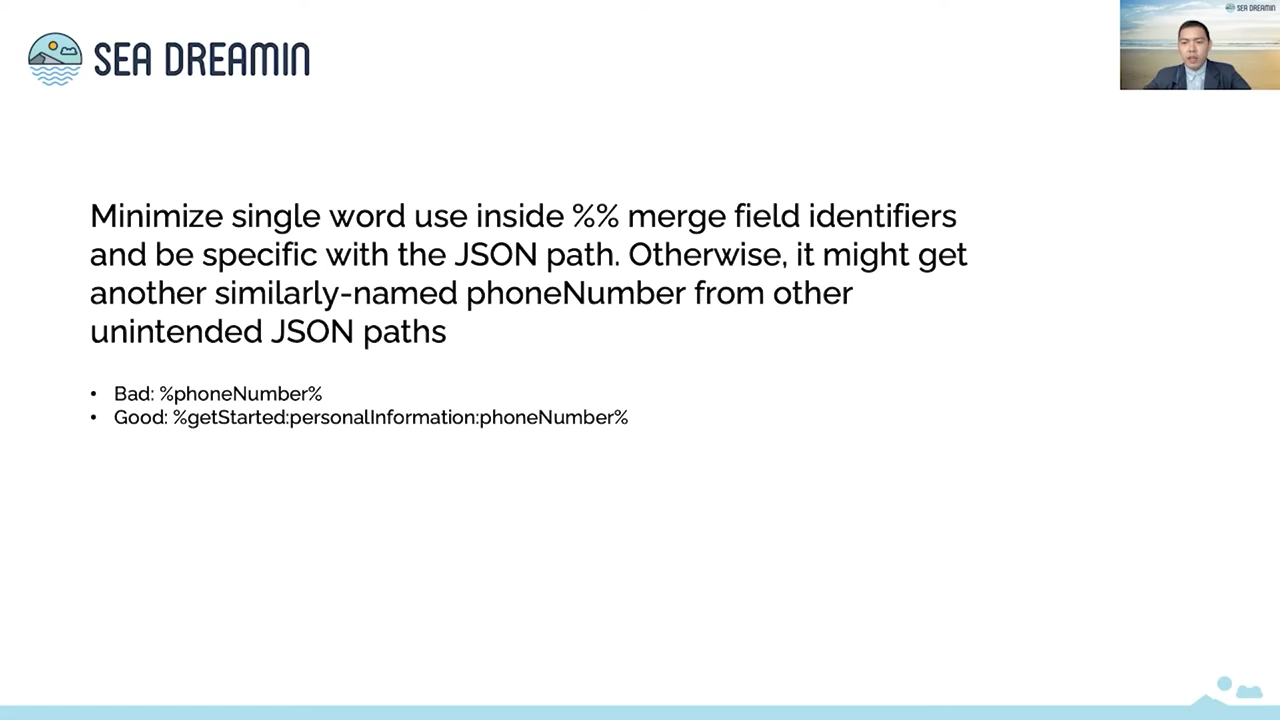 SEA DREAMIN
SEA DREAMIN
Minimize single word use inside %% merge field identifiers
and be specific with the JSON path. Otherwise, it might get
another similarly-named phoneNumber from other
unintended JSON paths
• Bad: %phoneNumber%
• Good: %getStarted:personalInformation:phoneNumber%